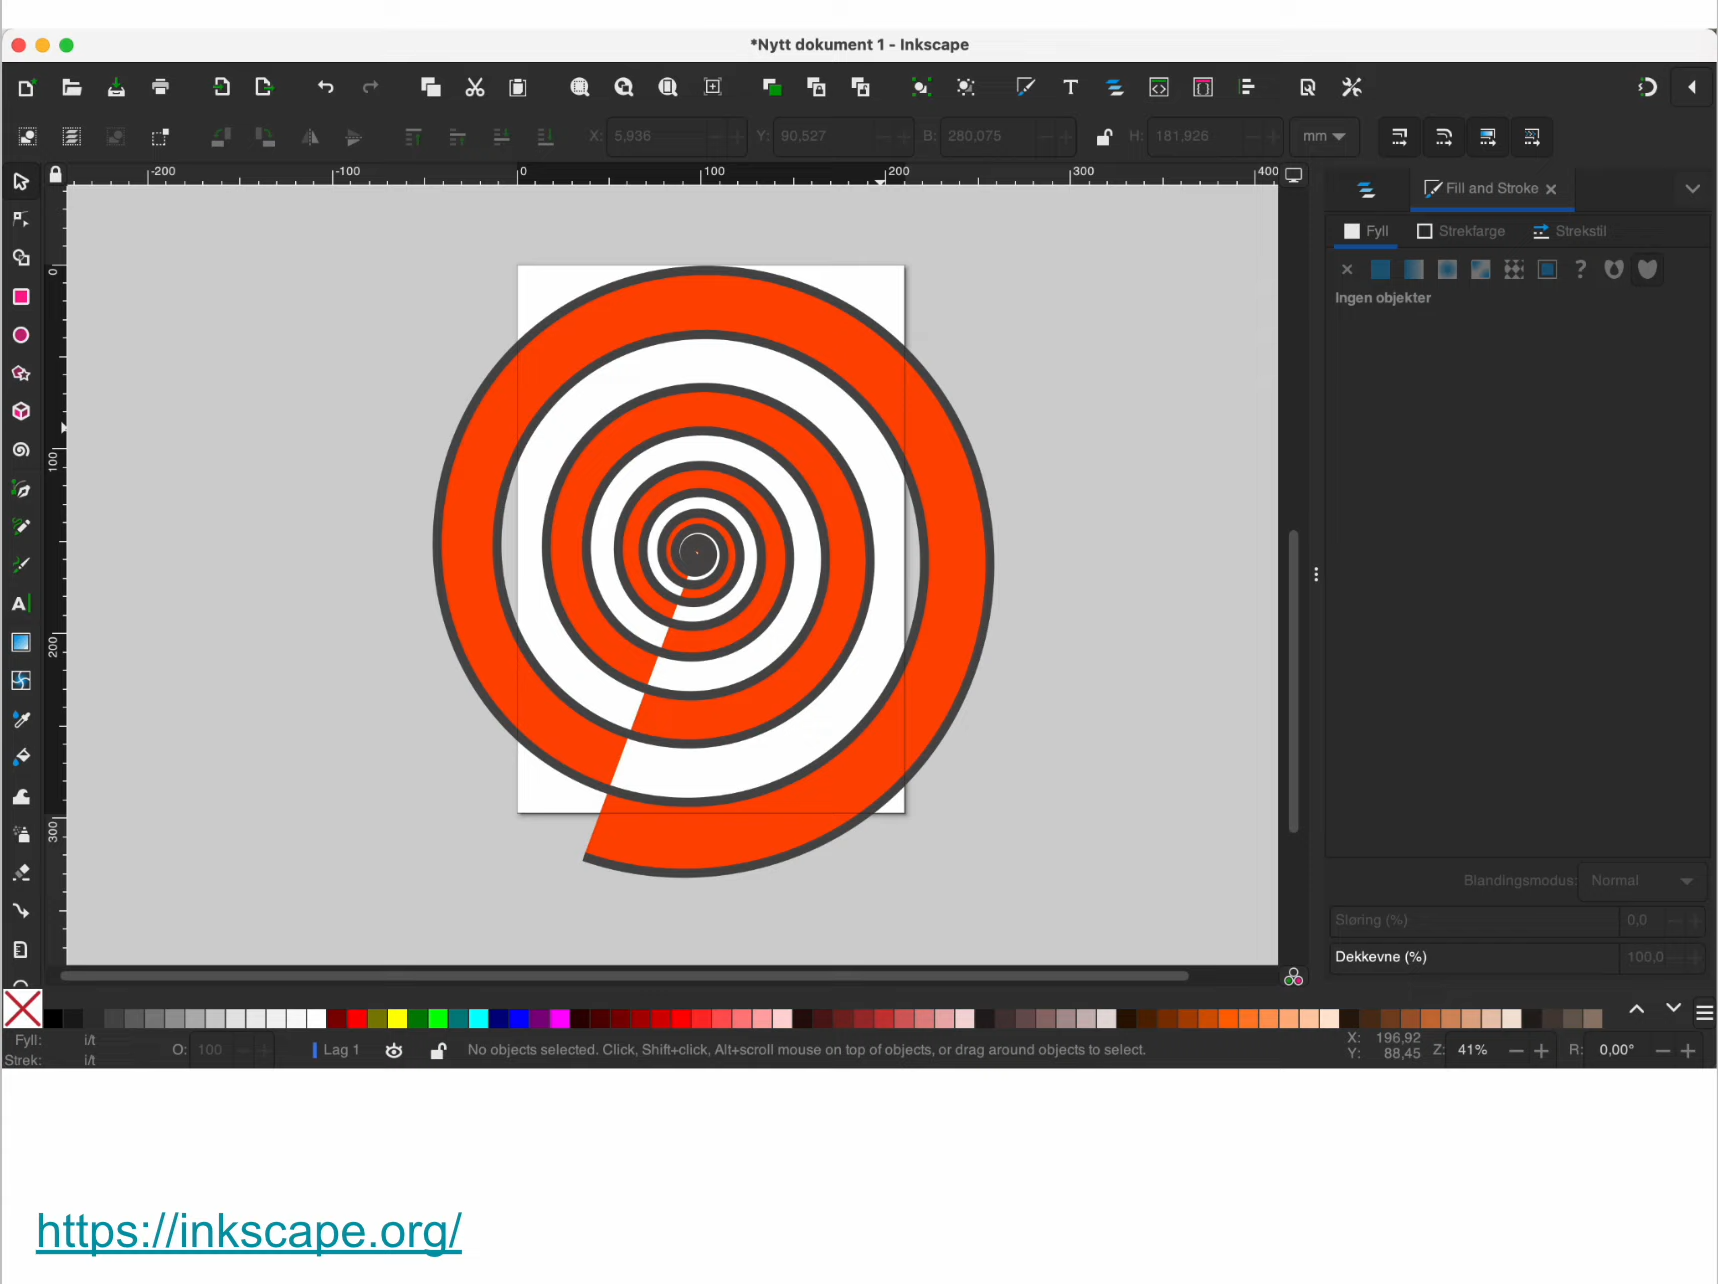 *Nytt dokument 1 - Inkscape
X: 5,936 Y: 90,527 B: 280,075 H: 181,926 mm
-200 -100 0 100 200 300 400
Fill and Stroke
Fyll Strekfarge Strekstil
Ingen objekter
0
100
200
300
Blandingsmodus: Normal
Sløring (%) 0,0
Dekkevne (%) 100,0
Fyll: i/t
Strek: i/t
O: 100
Lag 1
No objects selected. Click, Shift+click, Alt+scroll mouse on top of objects, or drag around objects to select.
X: 196,92
Y: 88,45
Z: 41%
R: 0,00°
https://inkscape.org/